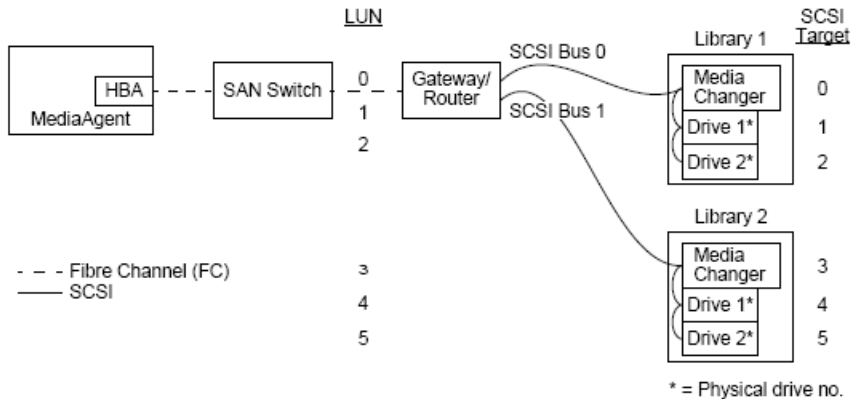 LUN
SCSI
Target
Library 1
SCSI Bus 0
HBA
MediaAgent
SAN Switch
0
1
2
Gateway/
Router
SCSI Bus 1
Media
Changer
Drive 1*
Drive 2*
0
1
2
Library 2
Media
Changer
Drive 1*
Drive 2*
3
4
5
- - - Fibre Channel (FC)
SCSI
3
4
5
* = Physical drive no.